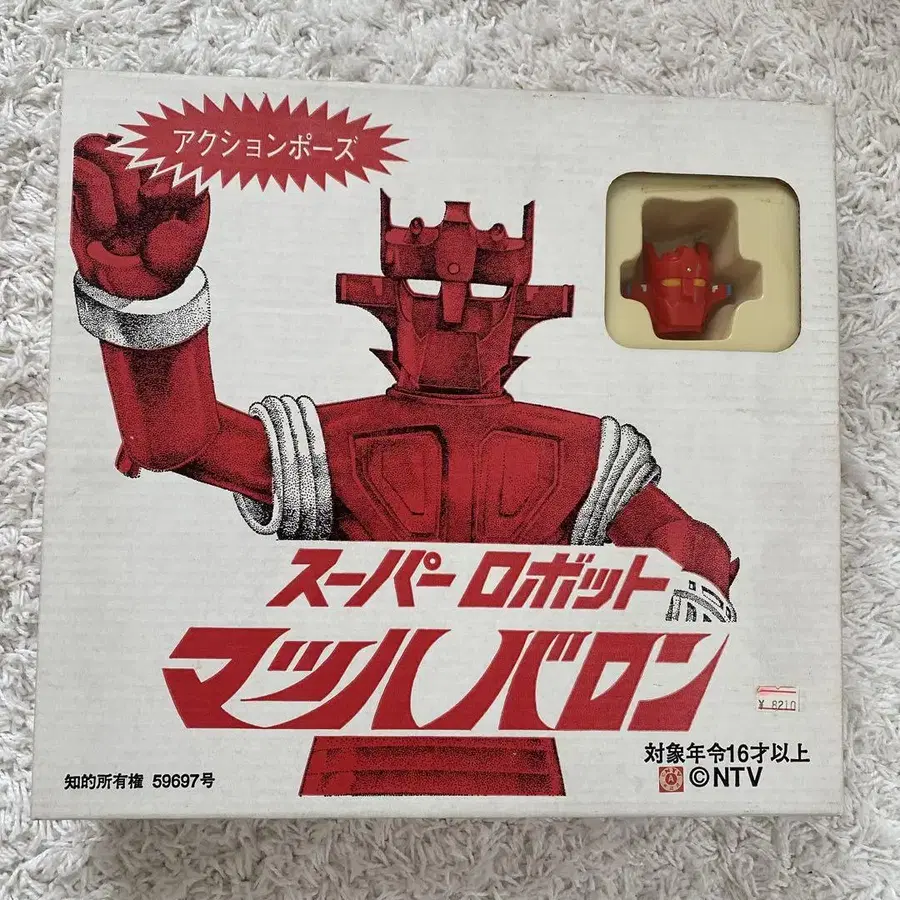 アクションポーズ
スーパー ロボット
マッハバロン
¥ 8210
対象年令16才以上
知的所有権 59697号
A ©NTV